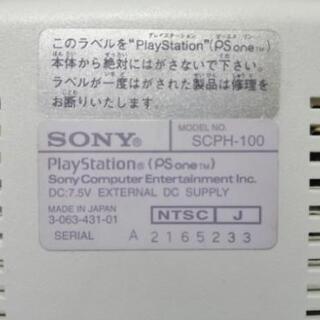 このラベルを"PlayStation"(PS one™)
本体から絶対にはがさないで下さい。
ラベルが一度はがされた製品は修理を
お断りいたします。
SONY®
MODEL NO.
SCPH-100
PlayStation® (PS one™)
Sony Computer Entertainment Inc.
DC:7.5V EXTERNAL DC SUPPLY
MADE IN JAPAN
3-063-431-01
NTSC J
SERIAL A 2165233